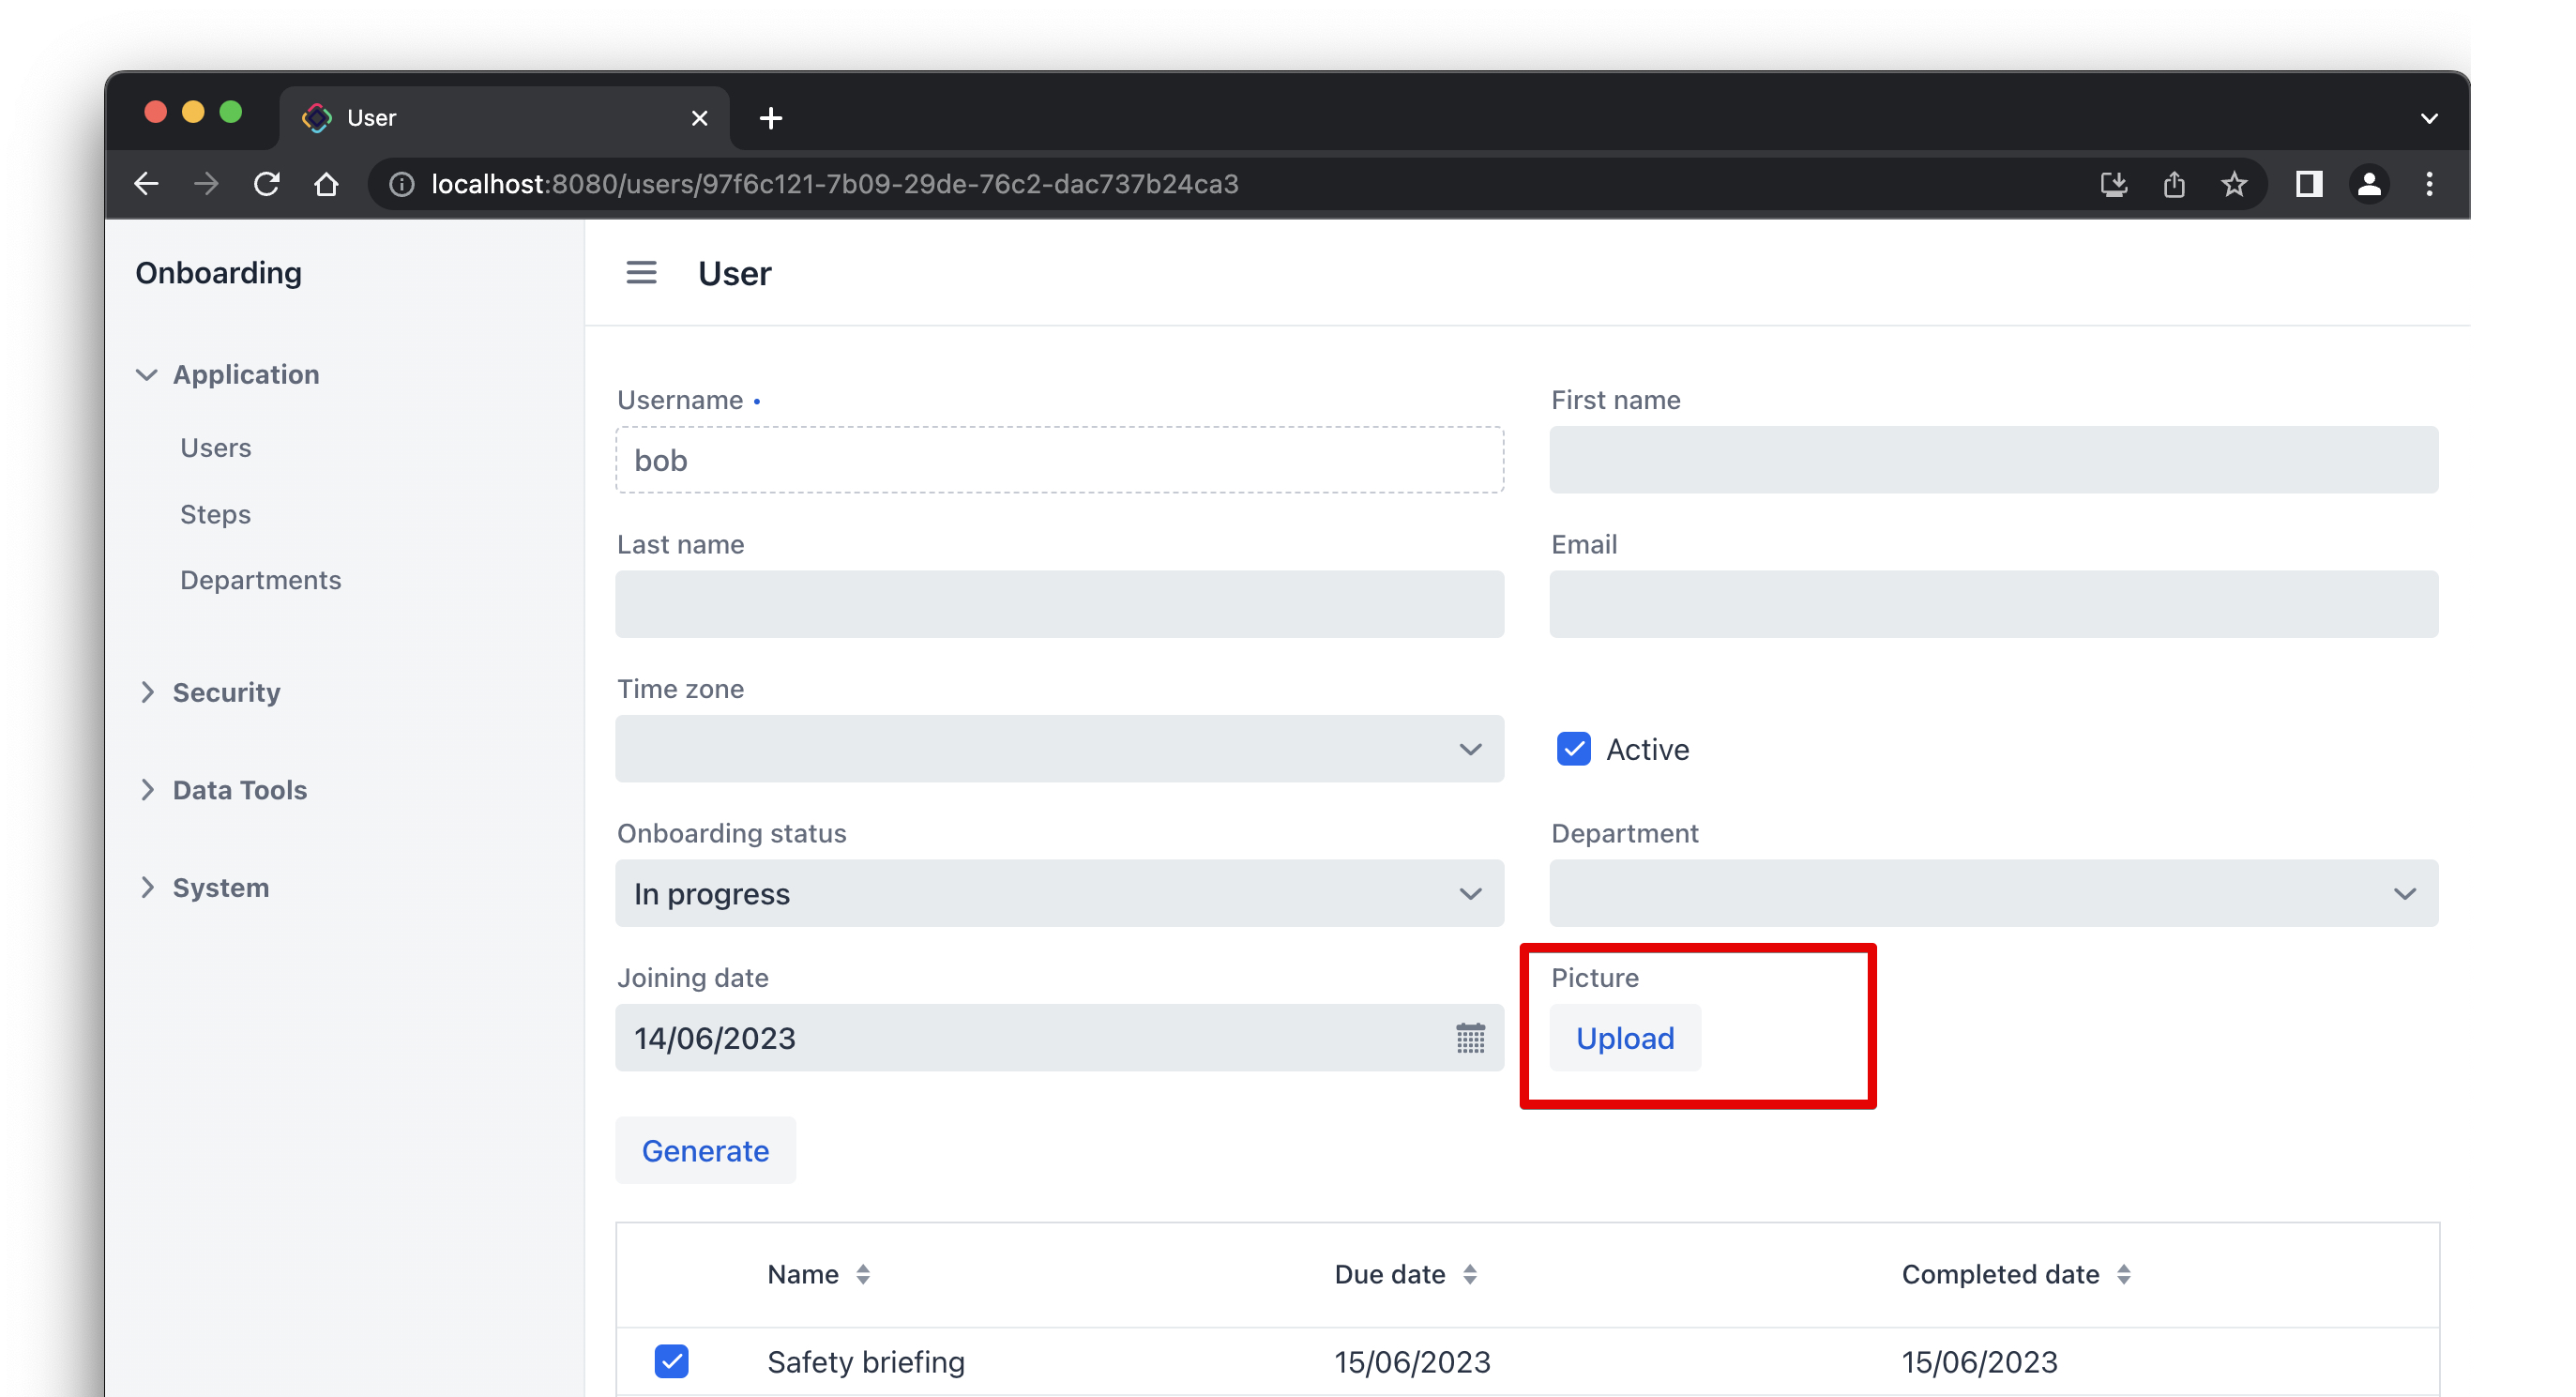 User
localhost:8080/users/97f6c121-7b09-29de-76c2-dac737b24ca3
Onboarding
User
Application
Users
Steps
Departments
Security
Data Tools
System
Username •
First name
bob
Last name
Email
Time zone
Active
Onboarding status
Department
In progress
Joining date
Picture
14/06/2023
Upload
Generate
Name
Due date
Completed date
Safety briefing
15/06/2023
15/06/2023